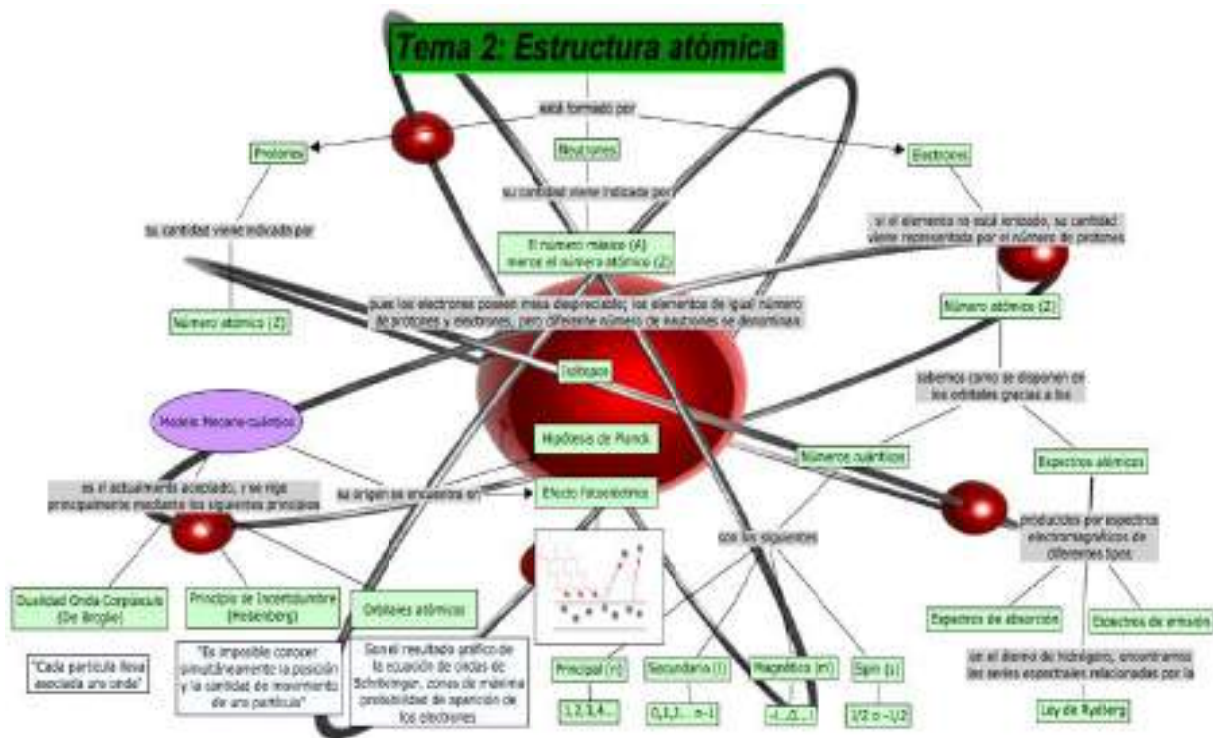 Tema 2: Estructura atómica
está formado por
Protones
Neutrones
Electrones
su cantidad viene indicada por
su cantidad viene indicada por
si el elemento no está ionizado, su cantidad
viene representada por el número de protones
El número másico (A)
menos el número atómico (Z)
Número atómico (Z)
Número atómico (Z)
pues los electrones poseen masa despreciable; los elementos de igual número
de protones y electrones, pero diferente número de neutrones se denominan
Isótopos
sabemos como se disponen en
los orbitales gracias a los
Modelo Mecano-cuántico
Hipótesis de Planck
Números cuánticos
Espectros atómicos
es el actualmente aceptado, y se rige
principalmente mediante los siguientes principios
su origen se encuentra en
Efecto fotoeléctrico
son los siguientes
producidos por espectros
electromagnéticos de
diferentes tipos
Dualidad Onda Corpúsculo
(De Broglie)
Principio de Incertidumbre
(Heisenberg)
Orbitales atómicos
Espectros de absorción
Espectros de emisión
"Cada partícula lleva
asociada una onda"
"Es imposible conocer
simultáneamente la posición
y la cantidad de movimiento
de una partícula"
Son el resultado gráfico de
la ecuación de ondas de
zonas de máxima
probabilidad de aparición de
los electrones
Principal (n)
Secundario (l)
Magnético (m)
Spin (s)
1,2,3,4...
0,1,2... n-1
-l...0...l
1/2 o -1/2
en el átomo de hidrógeno, encontramos
las series espectrales relacionadas por la
Ley de Rydberg